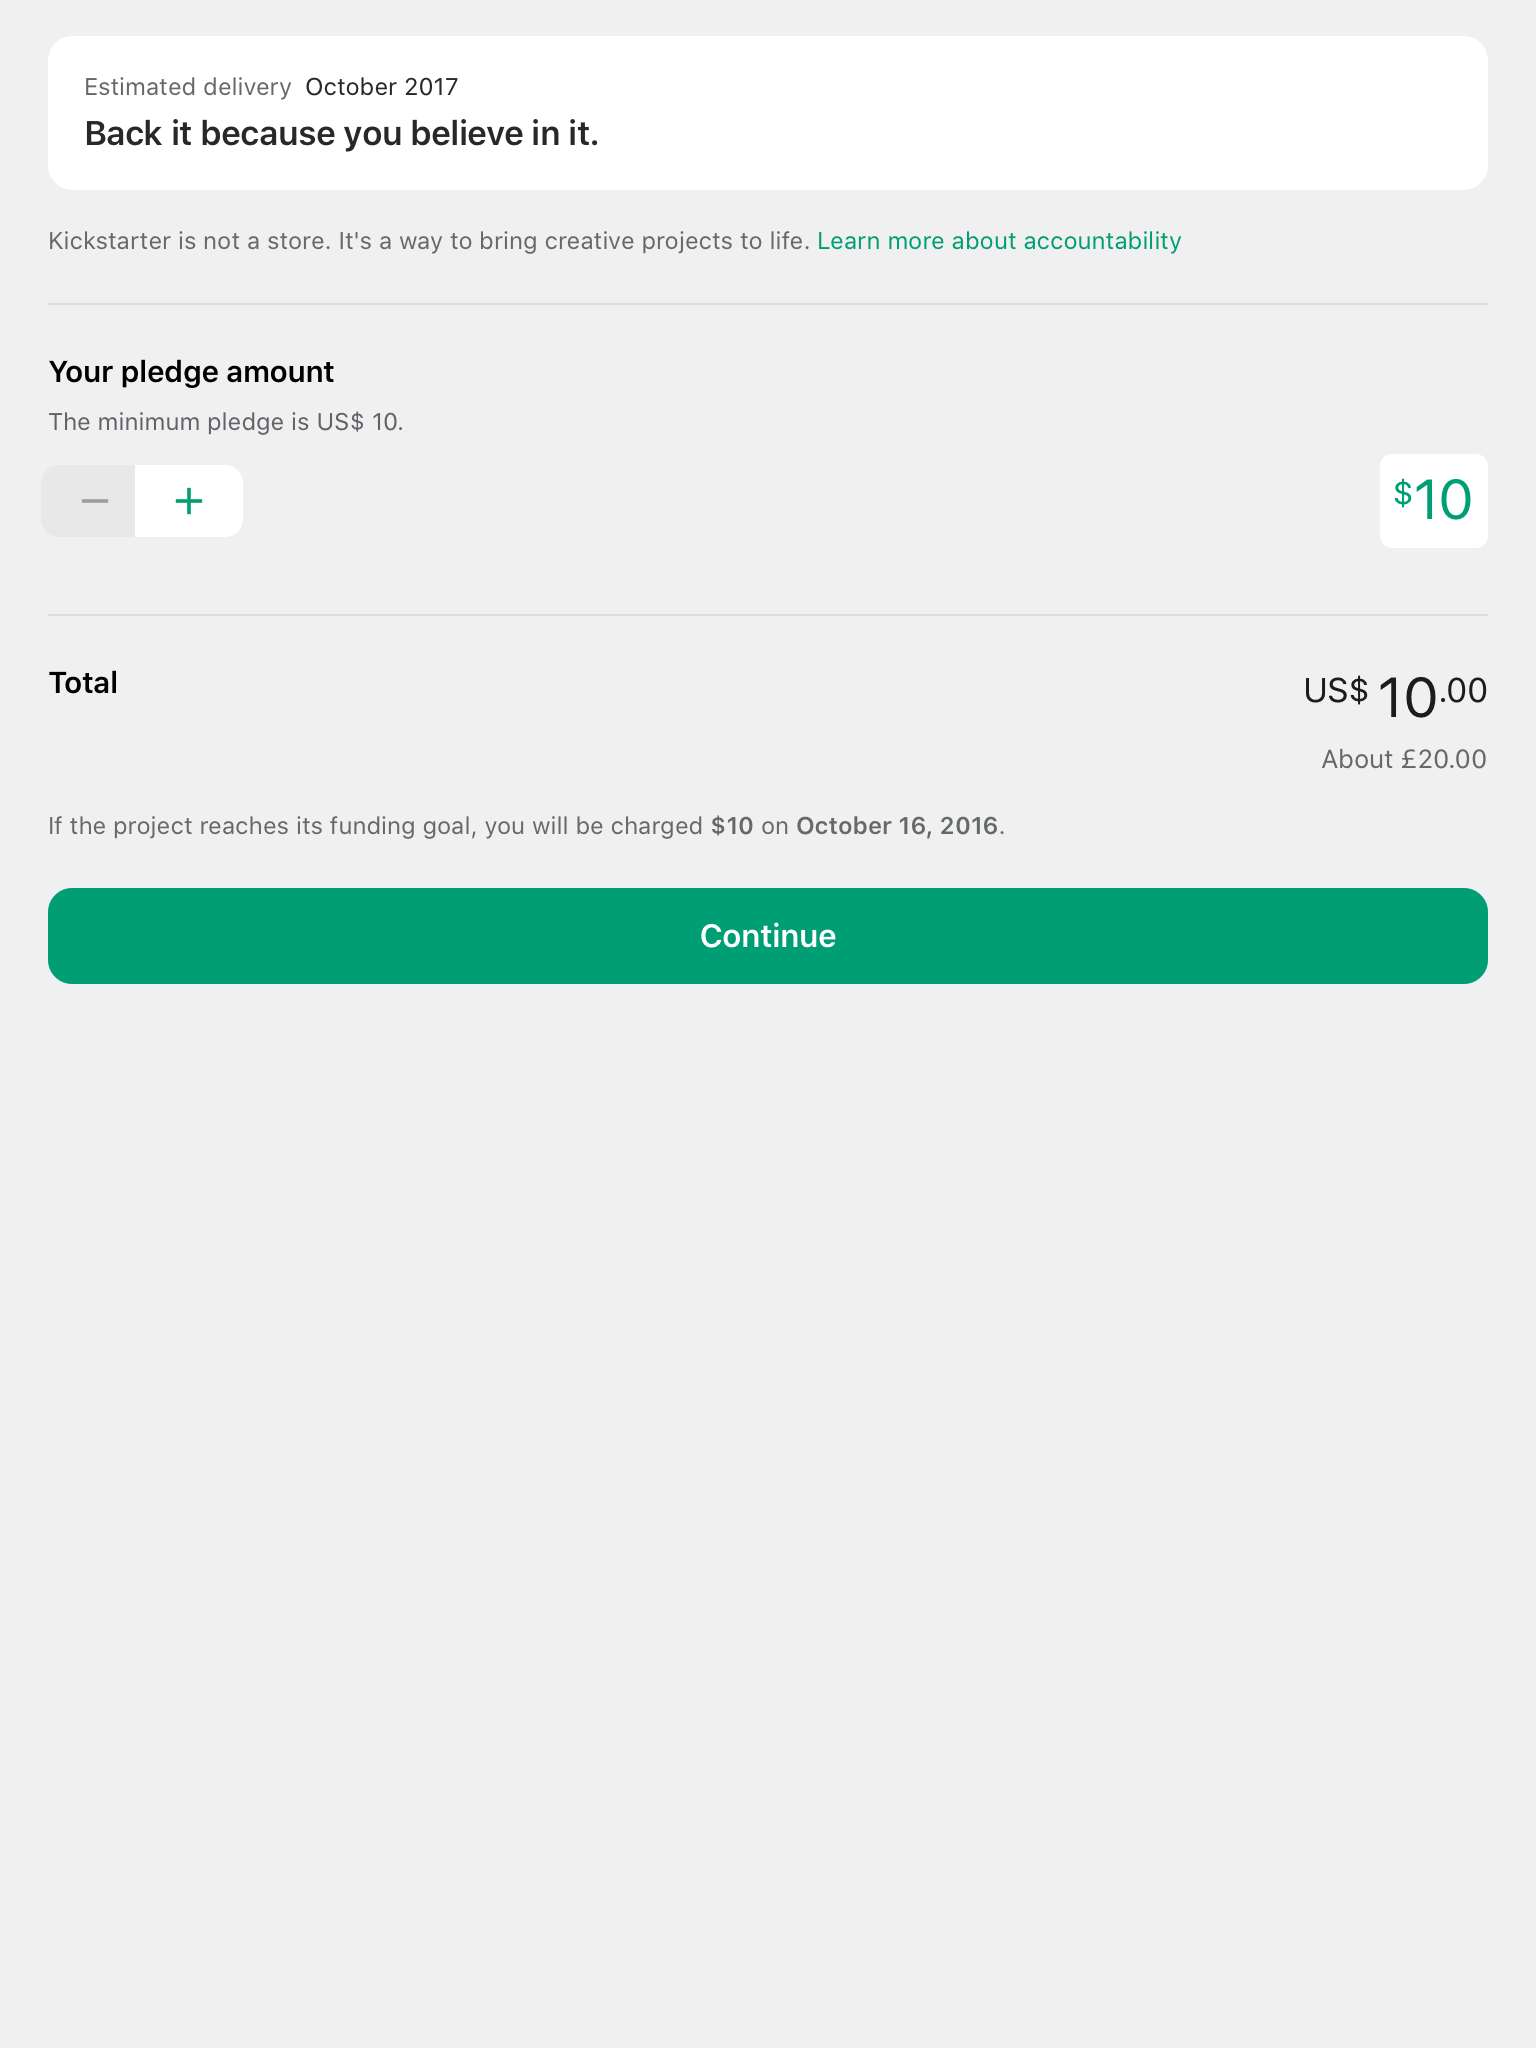 Estimated delivery October 2017
Back it because you believe in it.
Kickstarter is not a store. It's a way to bring creative projects to life. Learn more about accountability
Your pledge amount
The minimum pledge is US$ 10.
− +
$10
Total
US$ 10.00
About £20.00
If the project reaches its funding goal, you will be charged $10 on October 16, 2016.
Continue